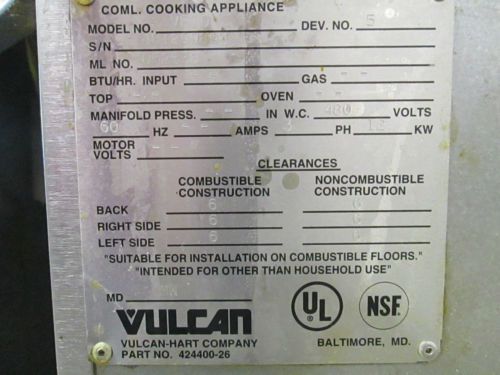 COML. COOKING APPLIANCE
MODEL NO. DEV. NO. 5
S/N
ML NO.
BTU/HR. INPUT GAS --
TOP -- OVEN --
MANIFOLD PRESS. -- IN W.C. 480 VOLTS
60 HZ -- AMPS 3 PH KW
MOTOR VOLTS --
CLEARANCES
COMBUSTIBLE CONSTRUCTION NONCOMBUSTIBLE CONSTRUCTION
BACK 6 6
RIGHT SIDE 6
LEFT SIDE 6
"SUITABLE FOR INSTALLATION ON COMBUSTIBLE FLOORS."
"INTENDED FOR OTHER THAN HOUSEHOLD USE"
MD
VULCAN UL NSF®
VULCAN-HART COMPANY BALTIMORE, MD.
PART NO. 424400-26